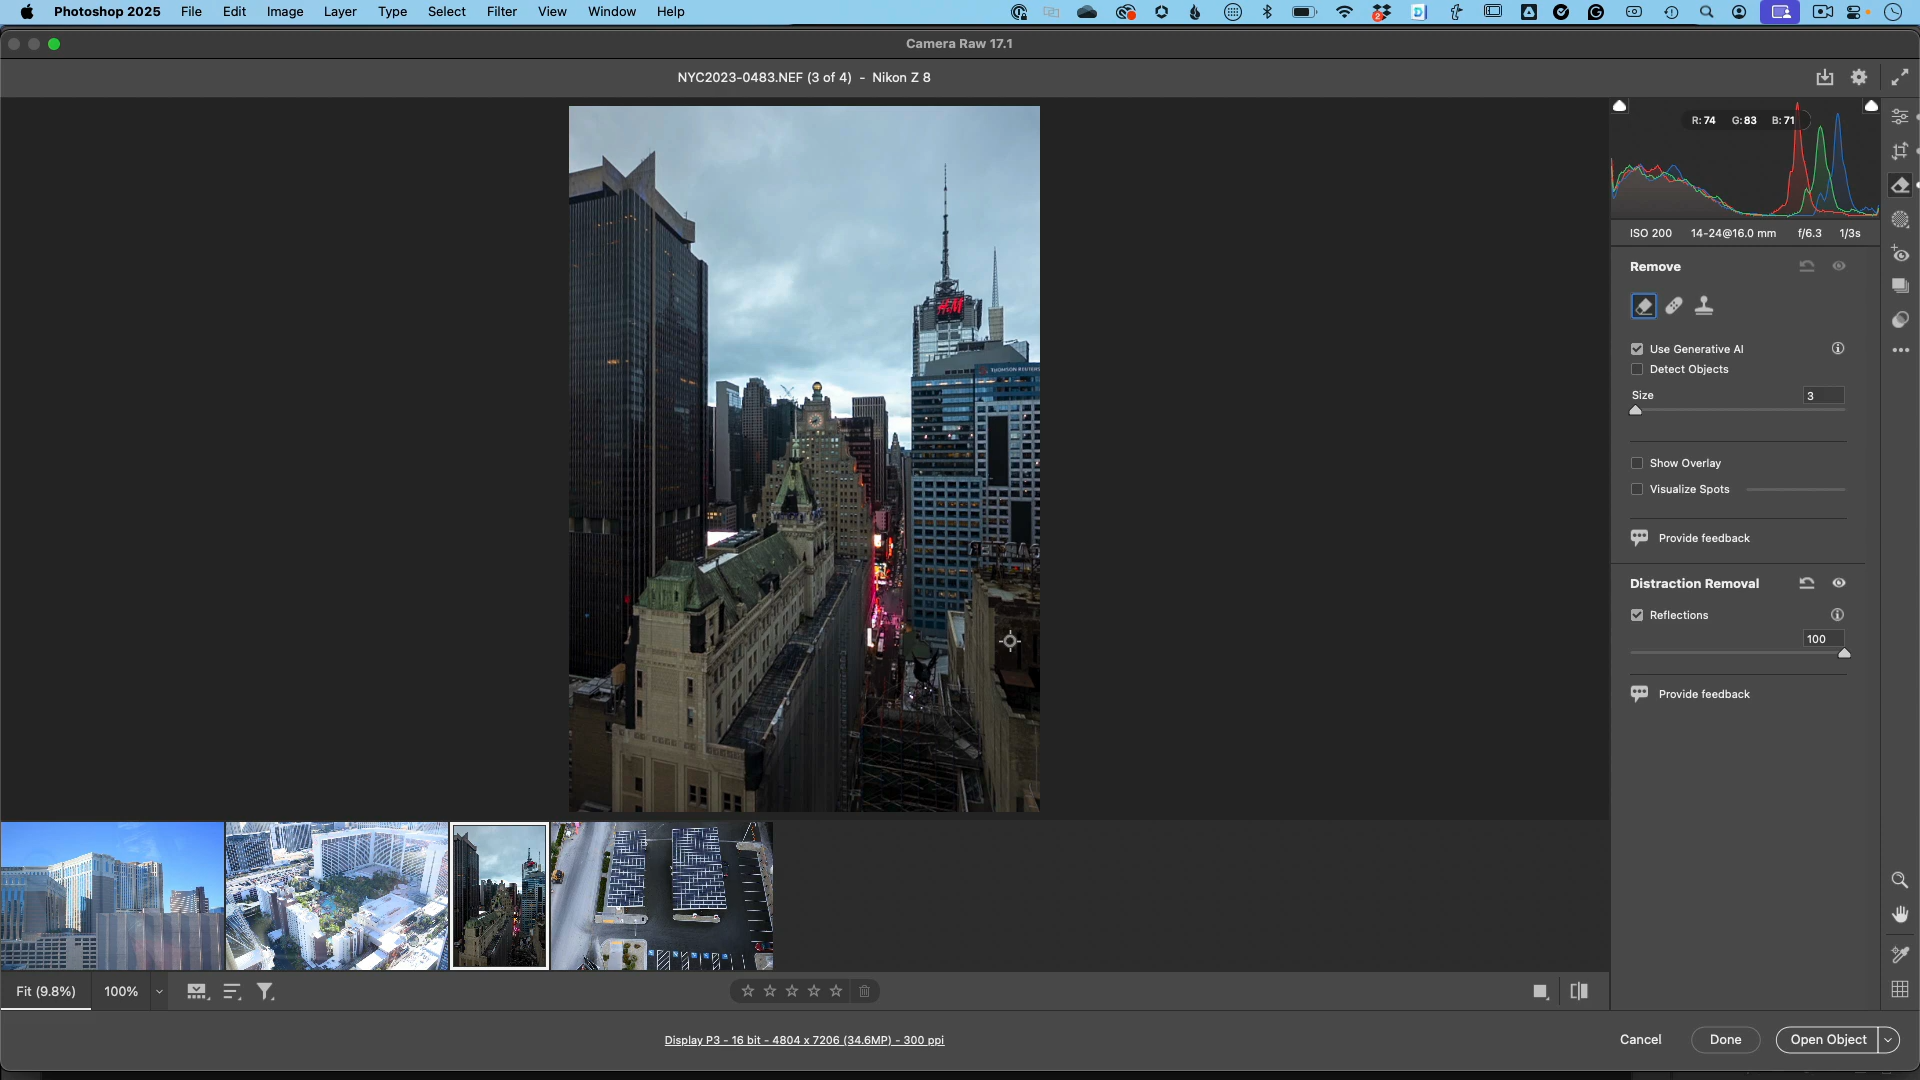 Photoshop 2025 File Edit Image Layer Type Select Filter View Window Help
2
Camera Raw 17.1
NYC2023-0483.NEF (3 of 4) - Nikon Z 8
R: 74 G: 83 B: 71
ISO 200 14-24@16.0 mm f/6.3 1/3s
Remove
Use Generative AI
Detect Objects
Size 3
Show Overlay
Visualize Spots
Provide feedback
Distraction Removal
Reflections
100
Provide feedback
H&M
THOMSON REUTERS
Fit (9.8%) 100%
Display P3 - 16 bit - 4804 x 7206 (34.6MP) - 300 ppi
Cancel Done Open Object